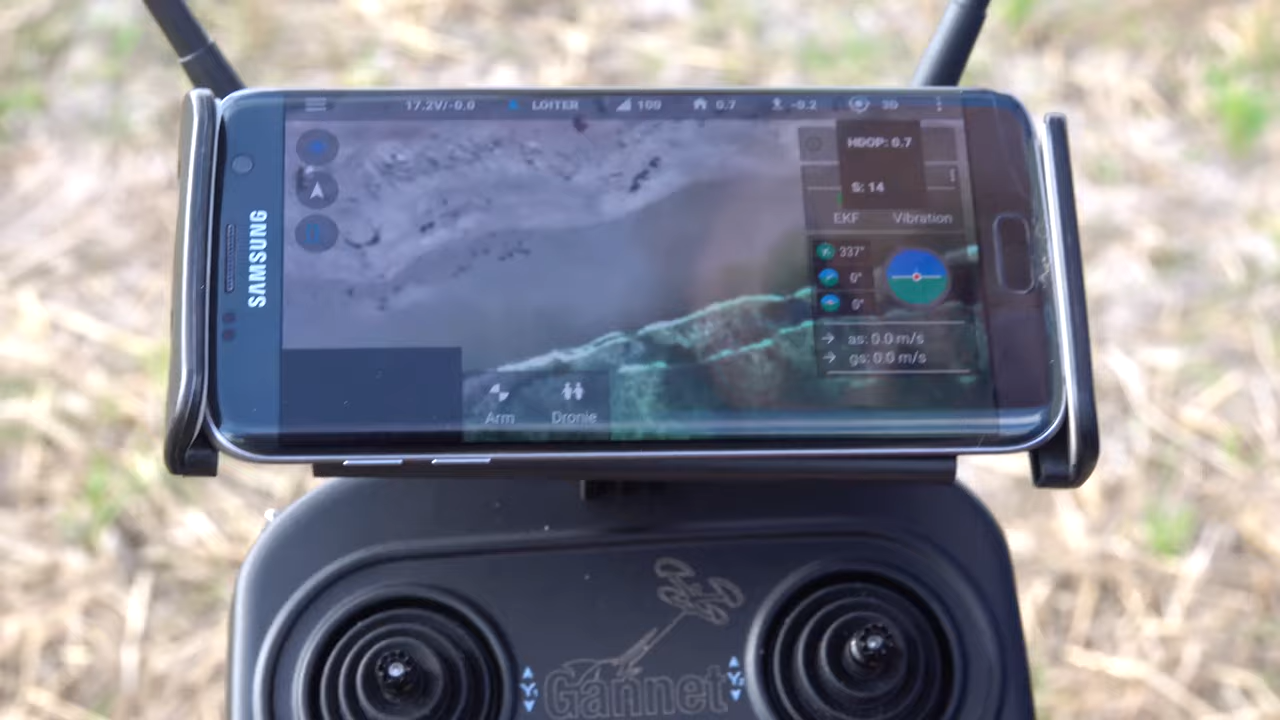 17.2V/-0.0 LOITER 100 0.7 -0.2 3D
HDOP: 0.7
S: 14
EKF Vibration
337°
0°
0°
as: 0.0 m/s
gs: 0.0 m/s
Arm Dronie
SAMSUNG
Gannet